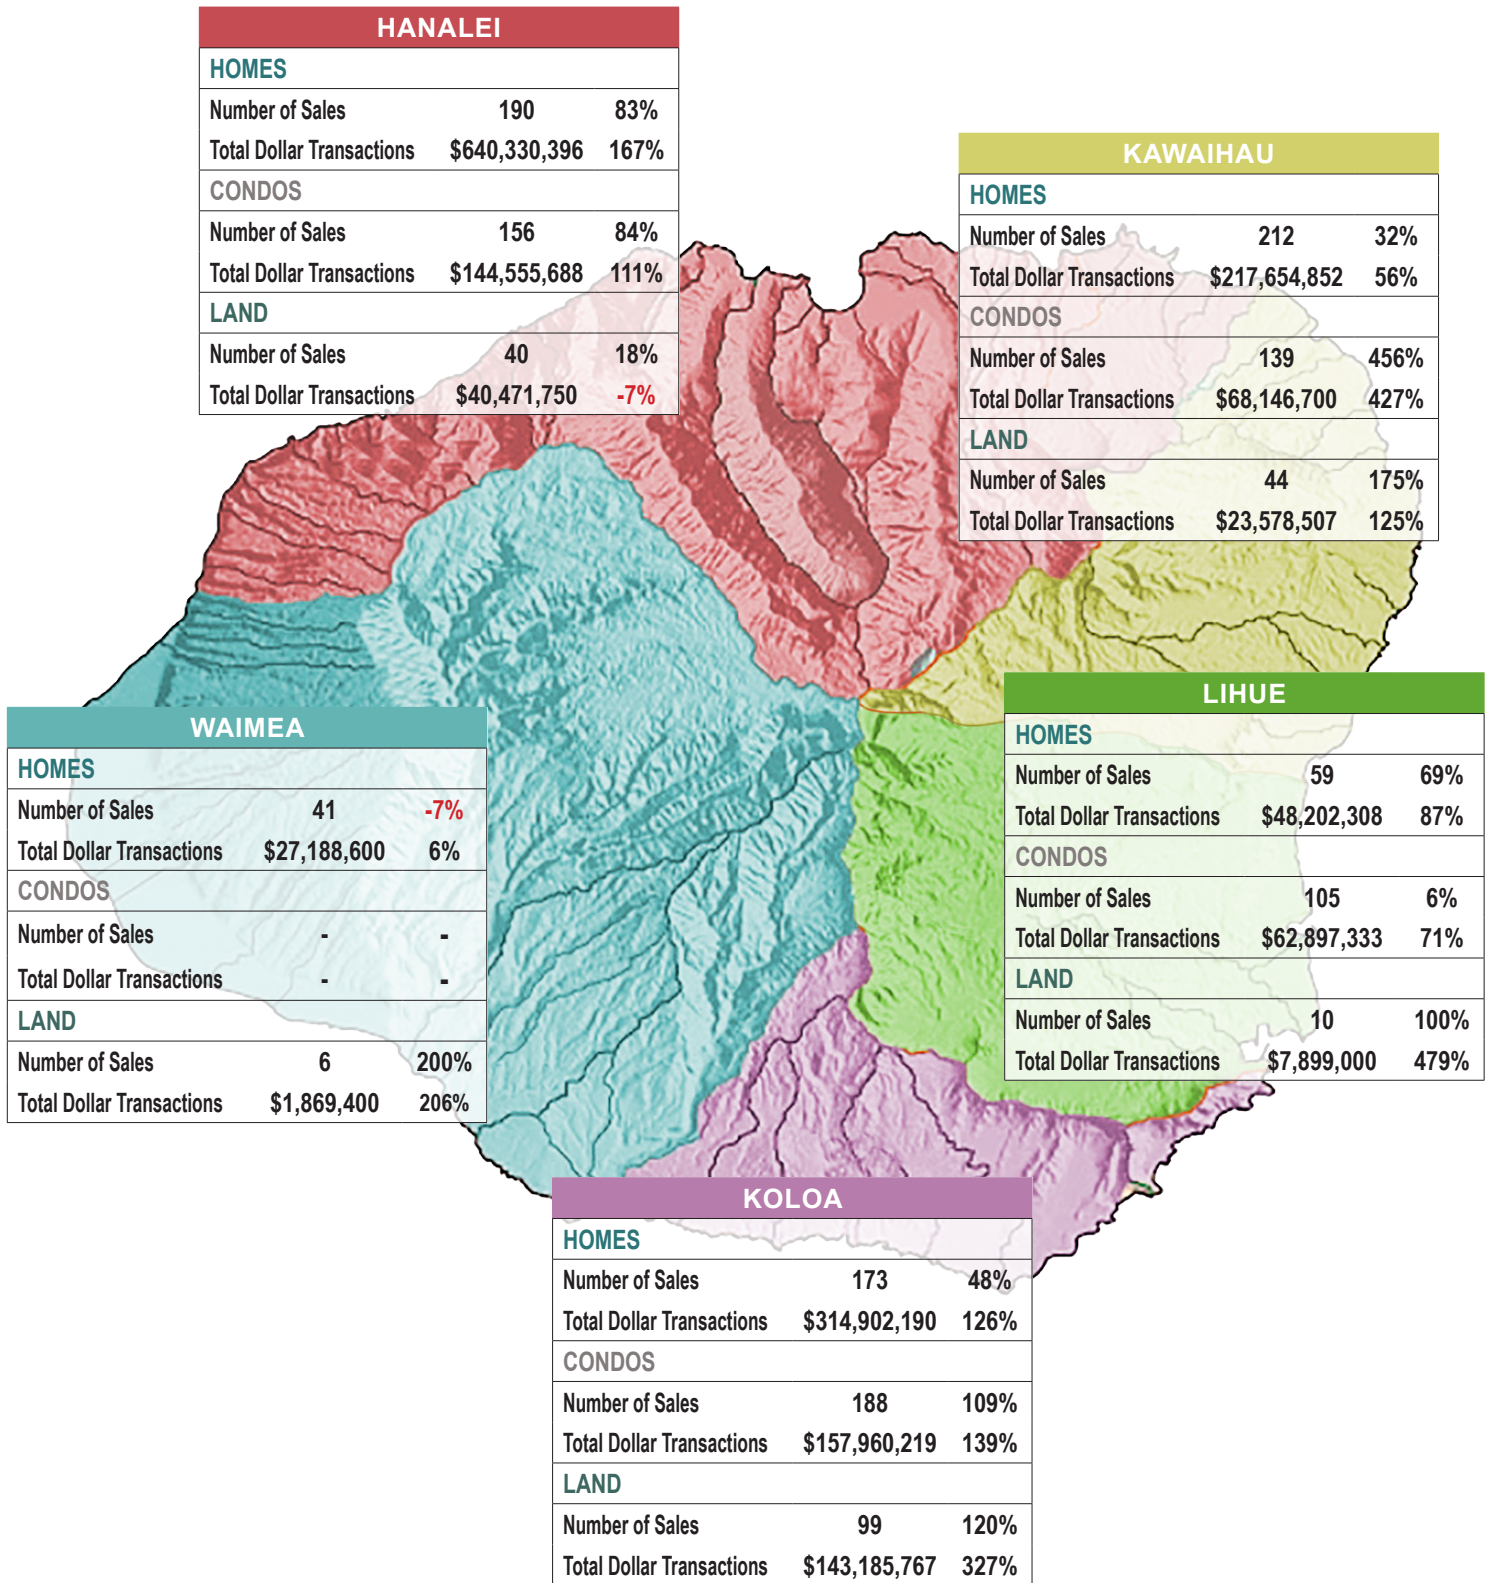 HANALEI
HOMES
Number of Sales 190 83%
Total Dollar Transactions $640,330,396 167%
CONDOS
Number of Sales 156 84%
Total Dollar Transactions $144,555,688 111%
LAND
Number of Sales 40 18%
Total Dollar Transactions $40,471,750 -7%
KAWAIHAU
HOMES
Number of Sales 212 32%
Total Dollar Transactions $217,654,852 56%
CONDOS
Number of Sales 139 456%
Total Dollar Transactions $68,146,700 427%
LAND
Number of Sales 44 175%
Total Dollar Transactions $23,578,507 125%
WAIMEA
HOMES
Number of Sales 41 -7%
Total Dollar Transactions $27,188,600 6%
CONDOS
Number of Sales - -
Total Dollar Transactions - -
LAND
Number of Sales 6 200%
Total Dollar Transactions $1,869,400 206%
LIHUE
HOMES
Number of Sales 59 69%
Total Dollar Transactions $48,202,308 87%
CONDOS
Number of Sales 105 6%
Total Dollar Transactions $62,897,333 71%
LAND
Number of Sales 10 100%
Total Dollar Transactions $7,899,000 479%
KOLOA
HOMES
Number of Sales 173 48%
Total Dollar Transactions $314,902,190 126%
CONDOS
Number of Sales 188 109%
Total Dollar Transactions $157,960,219 139%
LAND
Number of Sales 99 120%
Total Dollar Transactions $143,185,767 327%